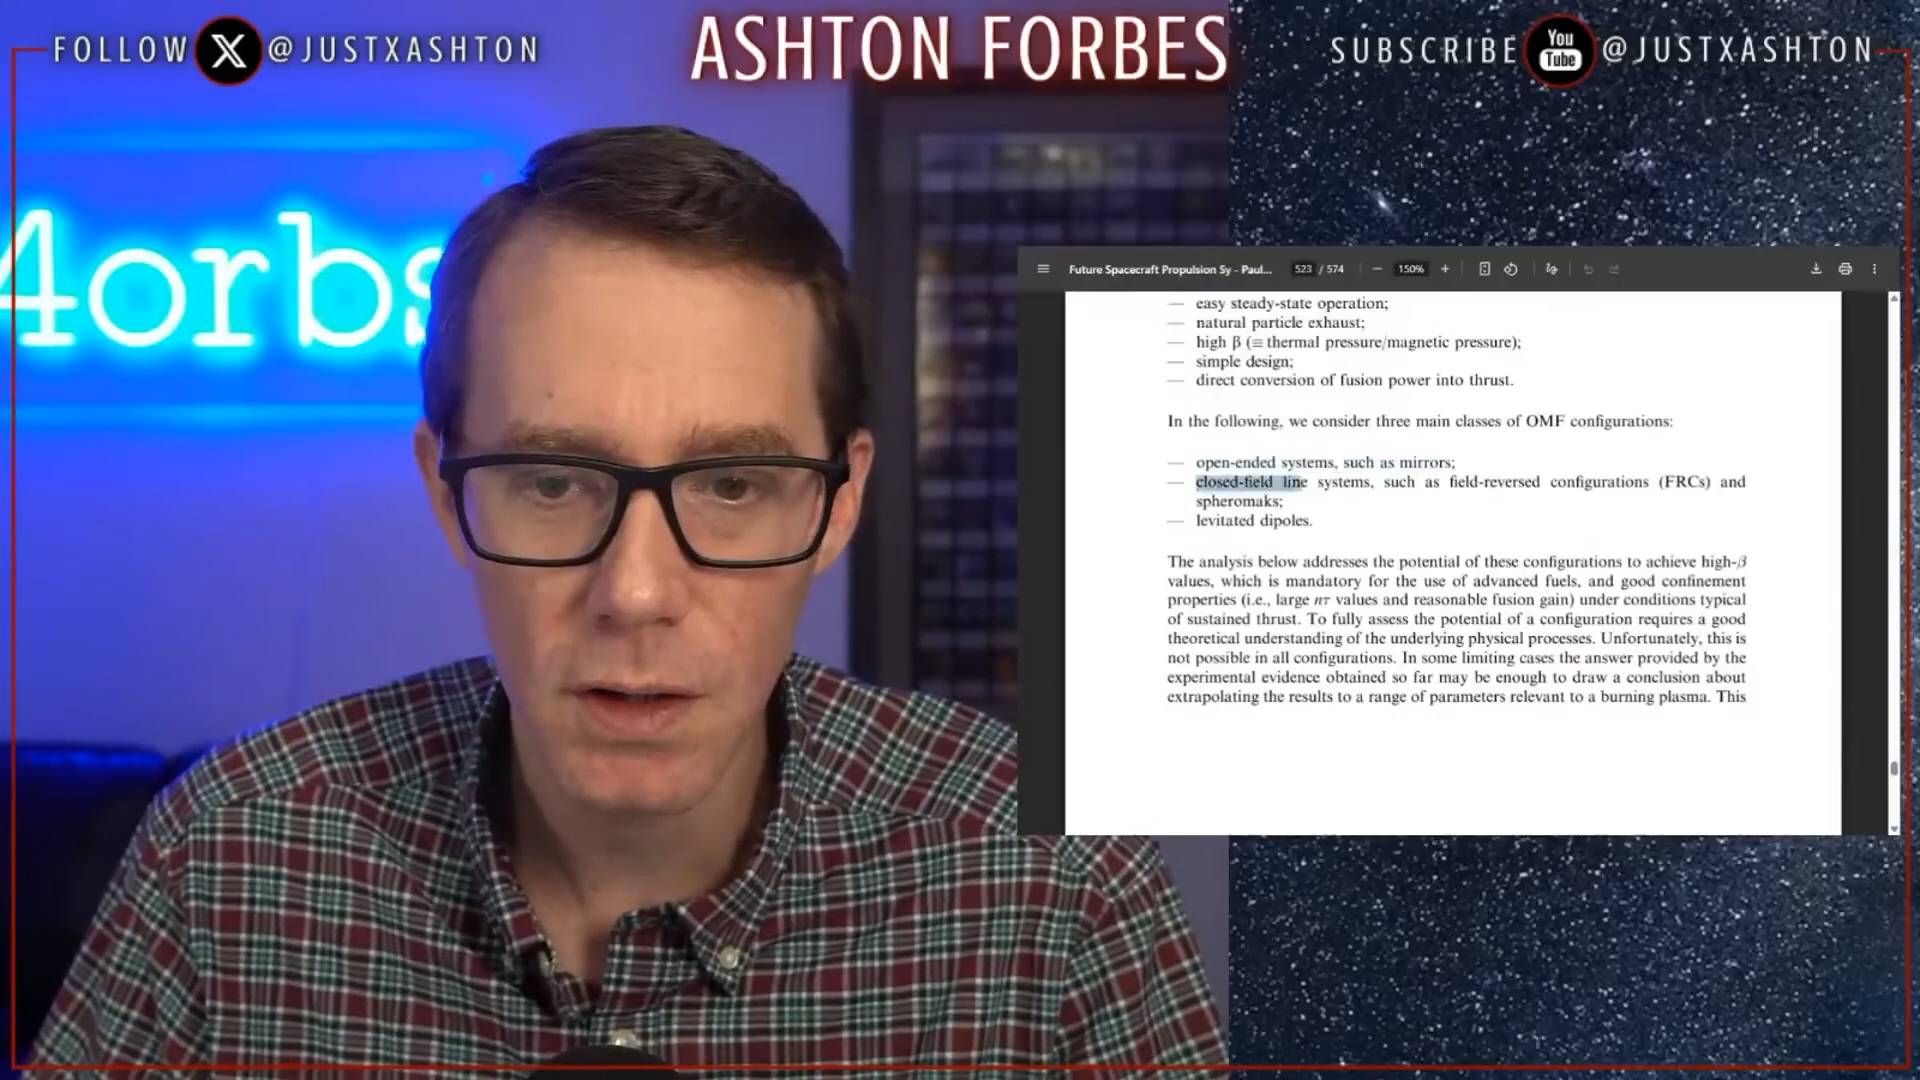 FOLLOW X @JUSTXASHTON
ASHTON FORBES
SUBSCRIBE You Tube @JUSTXASHTON
4orbs
Future Spacecraft Propulsion Sy - Paul... 523 / 574 — 150% +
— easy steady-state operation;
— natural particle exhaust;
— high β (≡ thermal pressure/magnetic pressure);
— simple design;
— direct conversion of fusion power into thrust.
In the following, we consider three main classes of OMF configurations:
— open-ended systems, such as mirrors;
— closed-field line systems, such as field-reversed configurations (FRCs) and
spheromaks;
— levitated dipoles.
The analysis below addresses the potential of these configurations to achieve high-β
values, which is mandatory for the use of advanced fuels, and good confinement
properties (i.e., large nτ values and reasonable fusion gain) under conditions typical
of sustained thrust. To fully assess the potential of a configuration requires a good
theoretical understanding of the underlying physical processes. Unfortunately, this is
not possible in all configurations. In some limiting cases the answer provided by the
experimental evidence obtained so far may be enough to draw a conclusion about
extrapolating the results to a range of parameters relevant to a burning plasma. This